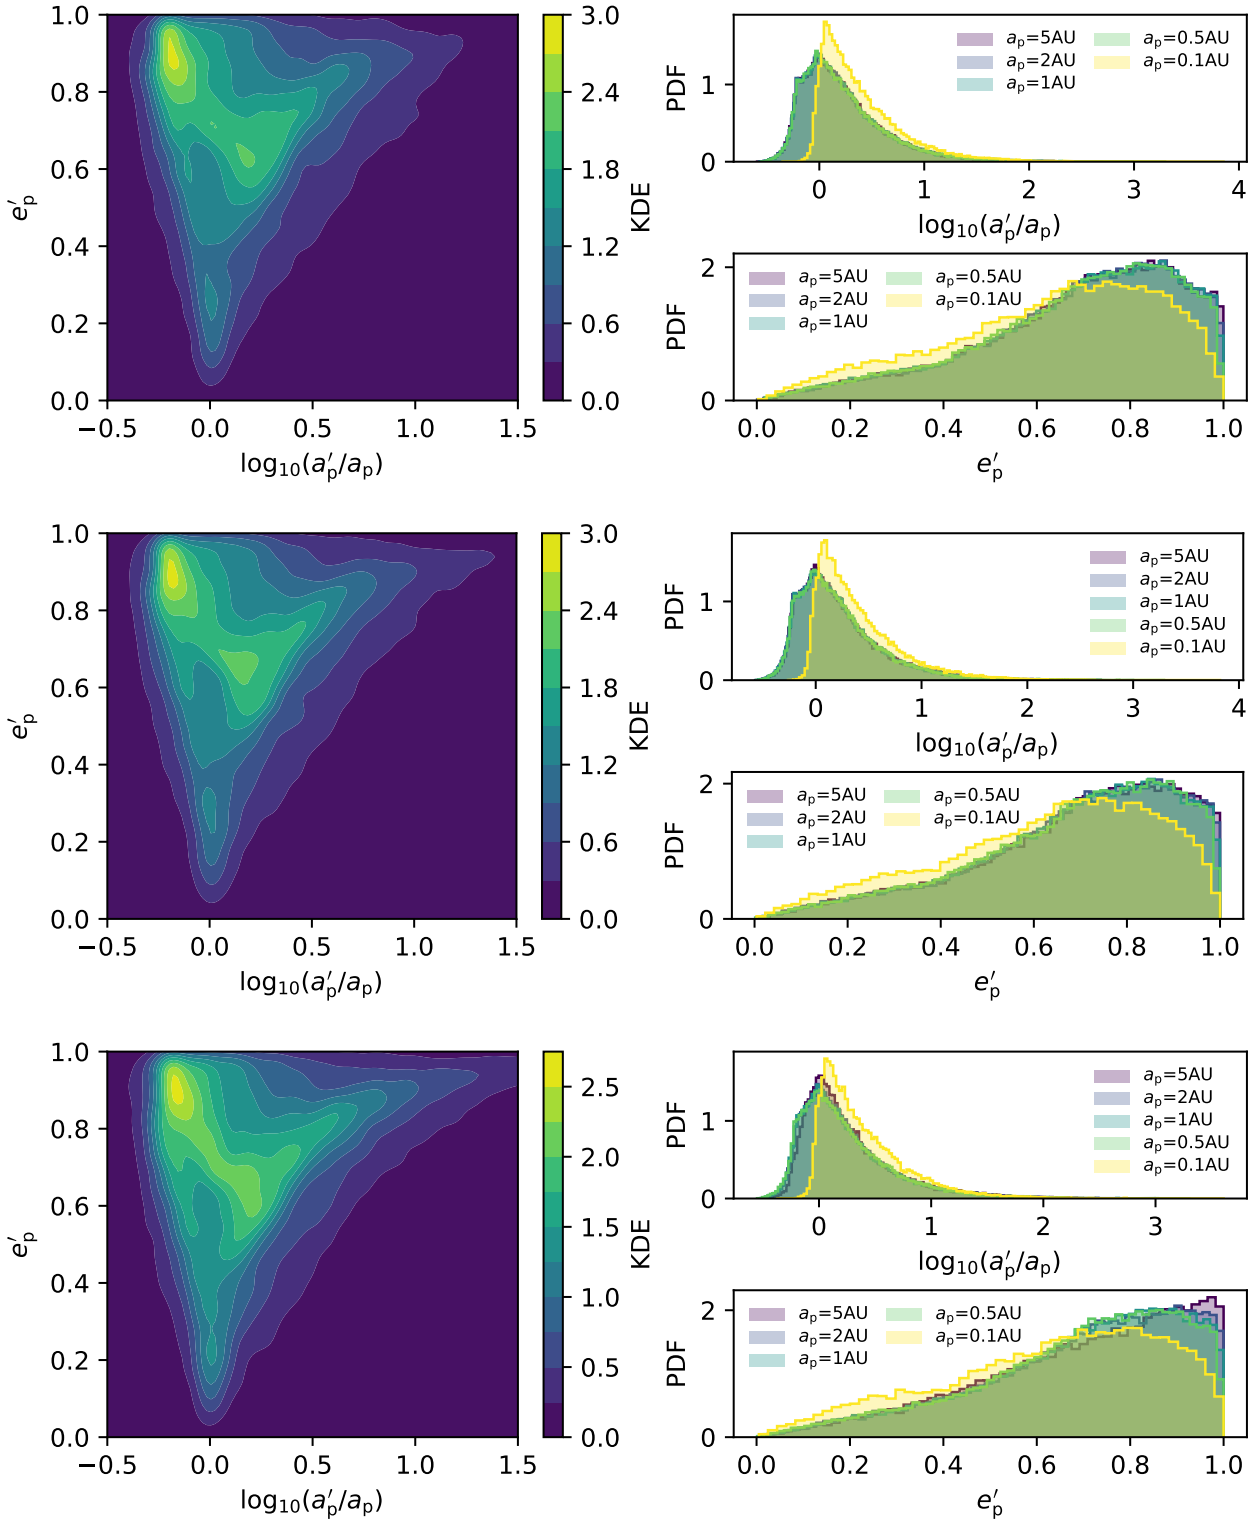 1.0
0.8
0.6
0.4
0.2
0.0
e′p
−0.5 0.0 0.5 1.0 1.5
log10(a′p/ap)
3.0
2.4
1.8
1.2
0.6
0.0
KDE
PDF
1
0
ap=5AU ap=0.5AU
ap=2AU ap=0.1AU
ap=1AU
0 1 2 3 4
log10(a′p/ap)
PDF
2
0
ap=5AU ap=0.5AU
ap=2AU ap=0.1AU
ap=1AU
0.0 0.2 0.4 0.6 0.8 1.0
e′p
1.0
0.8
0.6
0.4
0.2
0.0
e′p
−0.5 0.0 0.5 1.0 1.5
log10(a′p/ap)
3.0
2.4
1.8
1.2
0.6
0.0
KDE
PDF
1
0
ap=5AU
ap=2AU
ap=1AU
ap=0.5AU
ap=0.1AU
0 1 2 3 4
log10(a′p/ap)
PDF
2
0
ap=5AU ap=0.5AU
ap=2AU ap=0.1AU
ap=1AU
0.0 0.2 0.4 0.6 0.8 1.0
e′p
1.0
0.8
0.6
0.4
0.2
0.0
e′p
−0.5 0.0 0.5 1.0 1.5
log10(a′p/ap)
2.5
2.0
1.5
1.0
0.5
0.0
KDE
PDF
1
0
ap=5AU
ap=2AU
ap=1AU
ap=0.5AU
ap=0.1AU
0 1 2 3
log10(a′p/ap)
PDF
2
0
ap=5AU ap=0.5AU
ap=2AU ap=0.1AU
ap=1AU
0.0 0.2 0.4 0.6 0.8 1.0
e′p